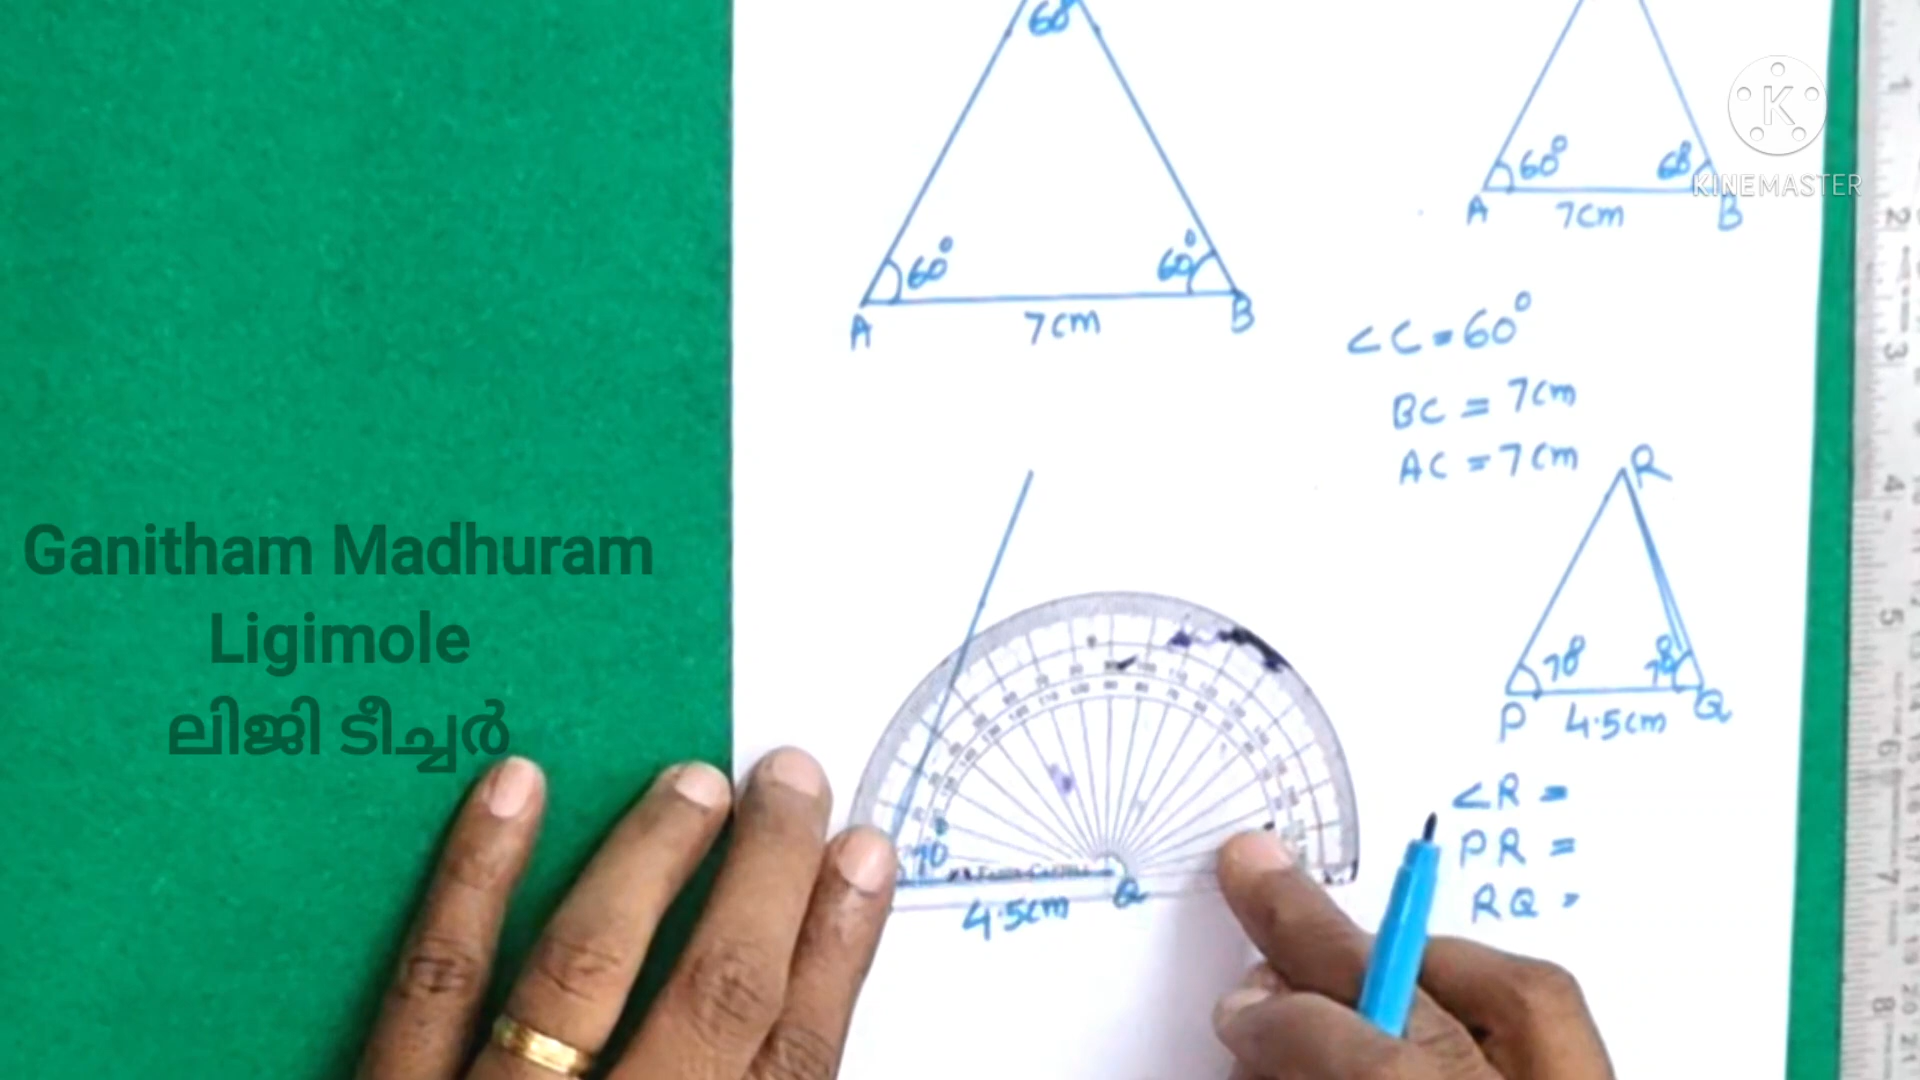 60°
60°
60°
A
7cm
B
60°
60°
A
7cm
B
K
KINEMASTER
<C=60°
BC = 7cm
AC = 7cm
R
70°
70°
P
4.5cm
Q
<R =
PR =
RQ =
70
4.5cm
Q
Ganitham Madhuram
Ligimole
ലിജി ടീച്ചർ